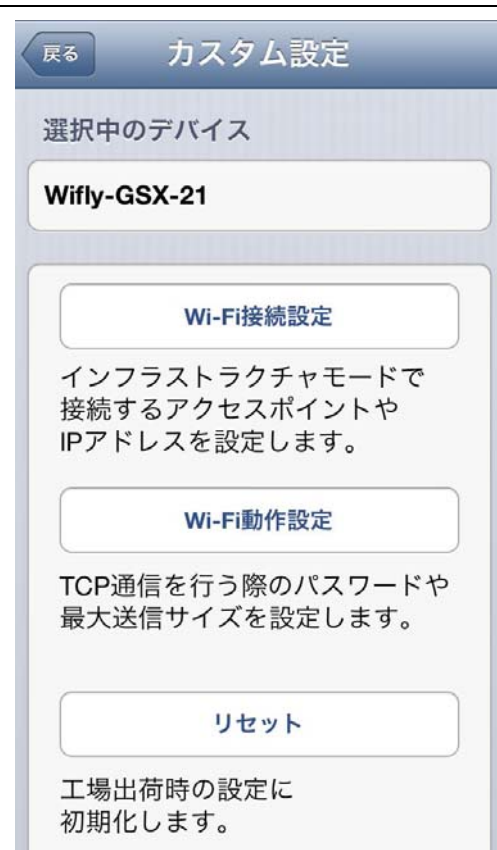 戻る
カスタム設定
選択中のデバイス
Wifly-GSX-21
Wi-Fi接続設定
インフラストラクチャモードで
接続するアクセスポイントや
IPアドレスを設定します。
Wi-Fi動作設定
TCP通信を行う際のパスワードや
最大送信サイズを設定します。
リセット
工場出荷時の設定に
初期化します。